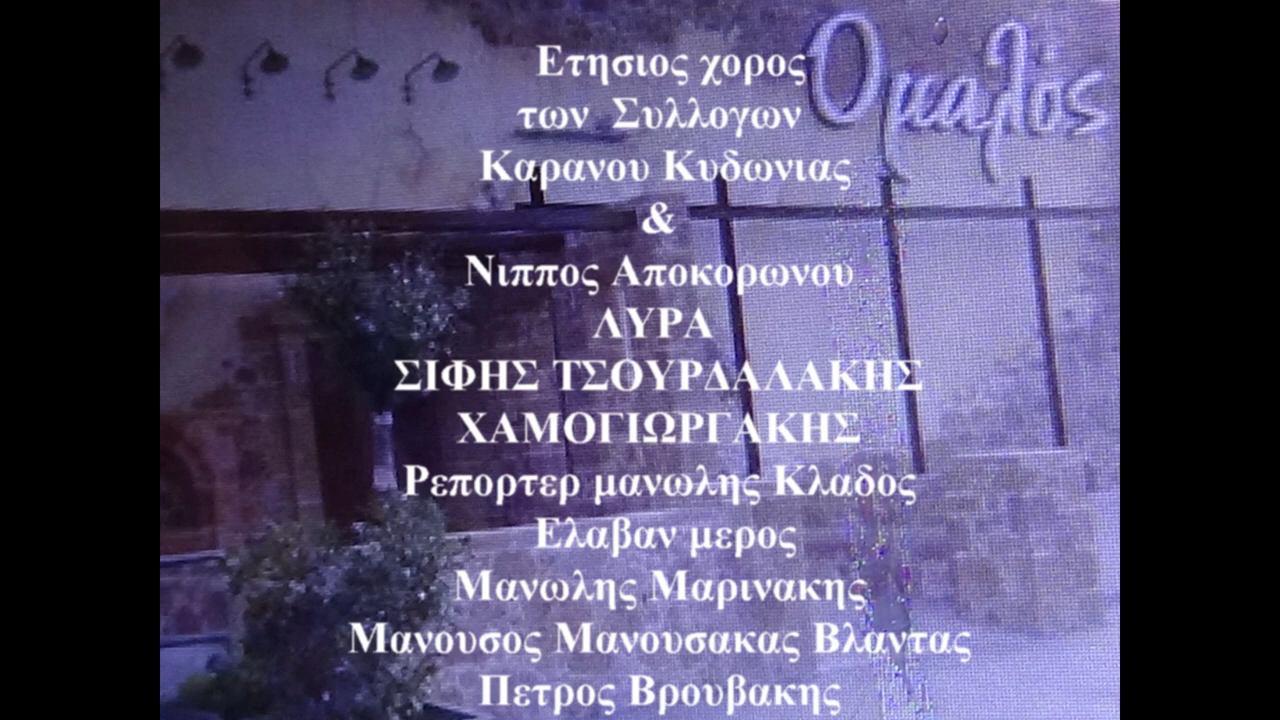 Ομαλός
Ετησιος χορος
των Συλλογων
Καρανου Κυδωνιας
&
Νιππος Αποκορωνου
ΛΥΡΑ
ΣΙΦΗΣ ΤΣΟΥΡΔΑΛΑΚΗΣ
ΧΑΜΟΓΙΩΡΓΑΚΗΣ
Ρεπορτερ μανωλης Κλαδος
Ελαβαν μερος
Μανωλης Μαρινακης
Μανουσος Μανουσακας Βλαντας
Πετρος Βρουβακης